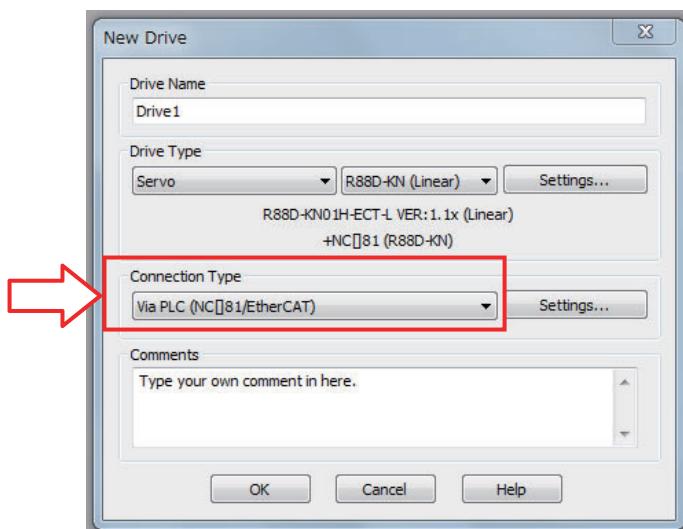 New Drive
Drive Name
Drive1
Drive Type
Servo R88D-KN (Linear) Settings...
R88D-KN01H-ECT-L VER:1.1x (Linear)
+NC[]81 (R88D-KN)
Connection Type
Via PLC (NC[]81/EtherCAT) Settings...
Comments
Type your own comment in here.
OK Cancel Help